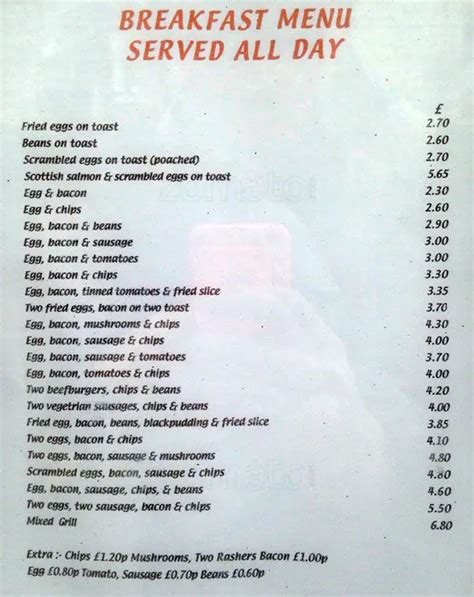 BREAKFAST MENU
SERVED ALL DAY
£
Fried eggs on toast 2.70
Beans on toast 2.60
Scrambled eggs on toast (poached) 2.70
Scottish salmon & scrambled eggs on toast 5.65
Egg & bacon 2.30
Egg & chips 2.60
Egg, bacon & beans 2.90
Egg, bacon & sausage 3.00
Egg, bacon & tomatoes 3.00
Egg, bacon & chips 3.30
Egg, bacon, tinned tomatoes & fried slice 3.35
Two fried eggs, bacon on two toast 3.70
Egg, bacon, mushrooms & chips 4.30
Egg, bacon, sausage & chips 4.00
Egg, bacon, sausage & tomatoes 3.70
Egg, bacon, tomatoes & chips 4.00
Two beefburgers, chips & beans 4.20
Two vegetrian sausages, chips & beans 4.00
Fried egg, bacon, beans, blackpudding & fried slice 3.85
Two eggs, bacon & chips 4.10
Two eggs, bacon, sausage & mushrooms 4.80
Scrambled eggs, bacon, sausage & chips 4.80
Egg, bacon, sausage, chips, & beans 4.60
Two eggs, two sausage, bacon & chips 5.50
Mixed Grill 6.80
Extra :- Chips £1.20p Mushrooms, Two Rashers Bacon £1.00p
Egg £0.80p Tomato, Sausage £0.70p Beans £0.60p